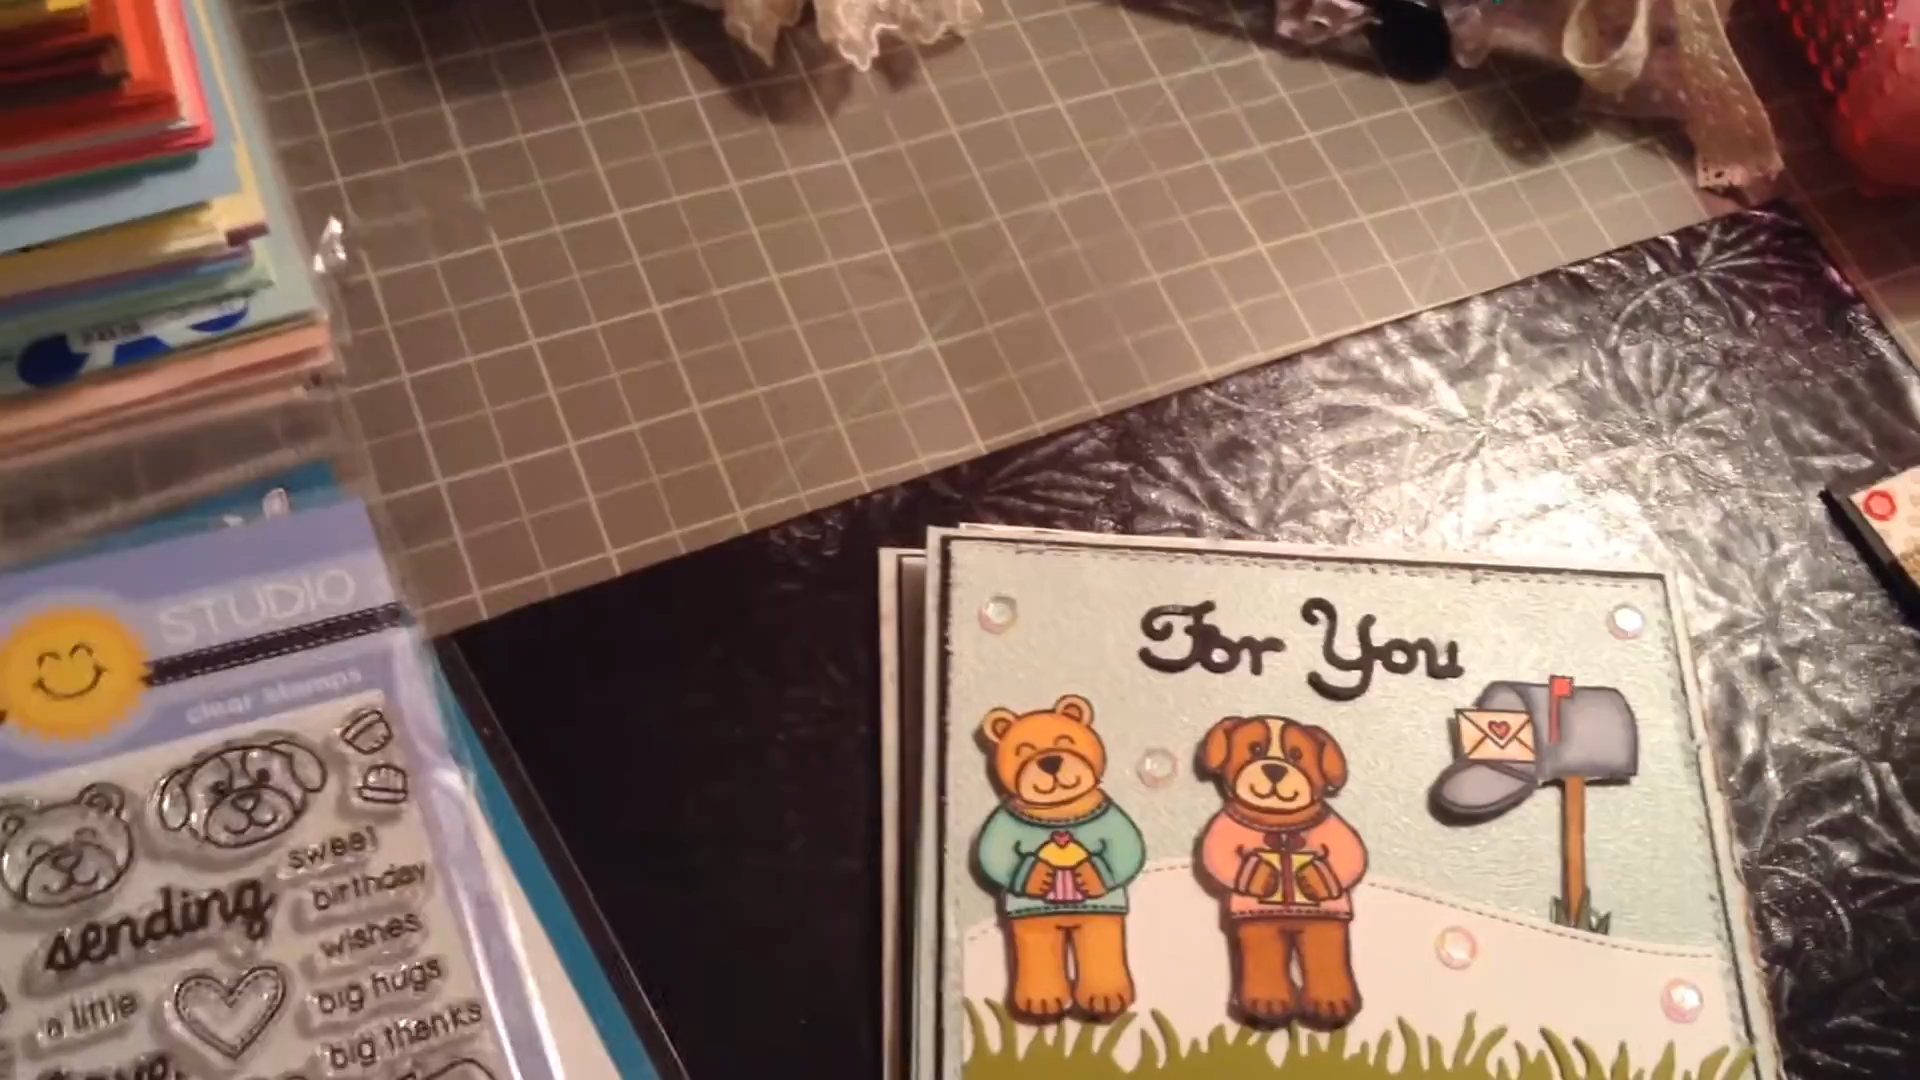 STUDIO
clear stamps
sweet
birthday
wishes
sending
a little
big hugs
big thanks
For You